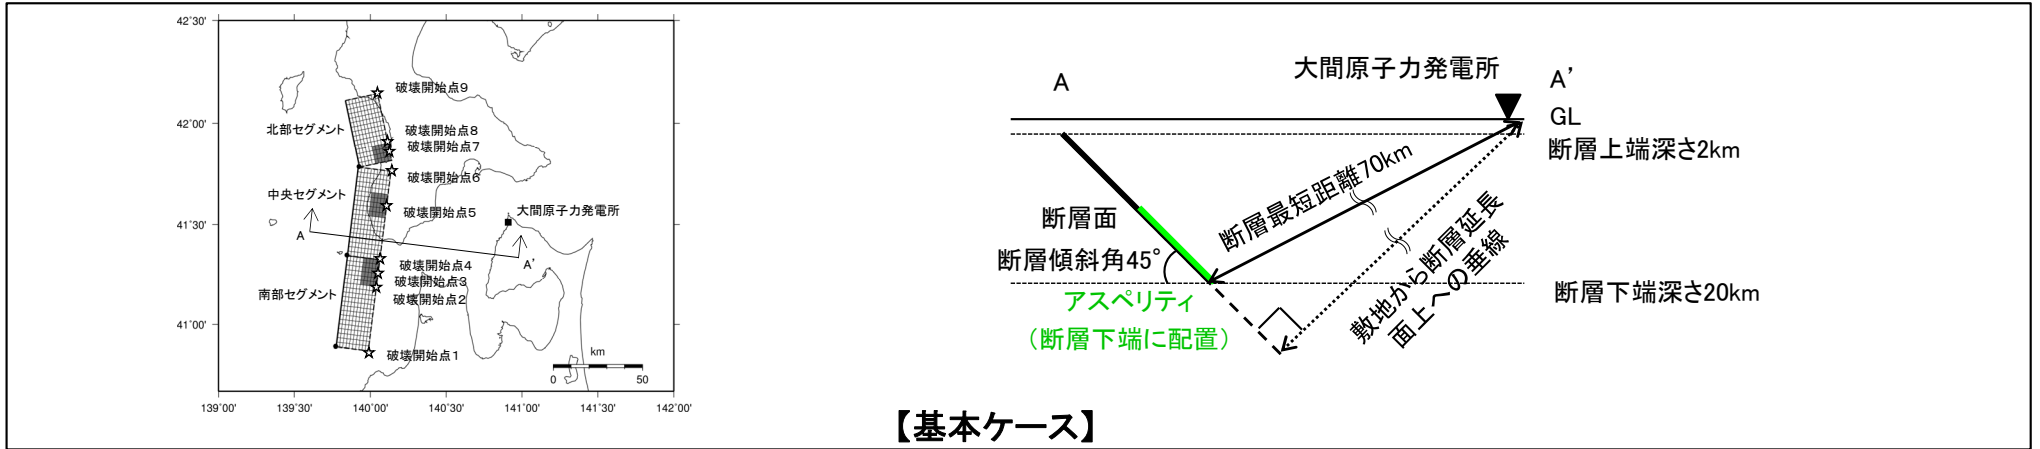 42°30'
42°00'
41°30'
41°00'
139°00'
139°30'
140°00'
140°30'
141°00'
141°30'
142°00'
破壊開始点9
北部セグメント
破壊開始点8
破壊開始点7
破壊開始点6
中央セグメント
破壊開始点5
大間原子力発電所
A
A'
破壊開始点4
破壊開始点3
破壊開始点2
南部セグメント
破壊開始点1
km
0
50
A
大間原子力発電所
A'
GL
断層上端深さ2km
断層最短距離70km
断層面
断層傾斜角45°
アスペリティ
（断層下端に配置）
敷地から断層延長
面上への垂線
断層下端深さ20km
【基本ケース】